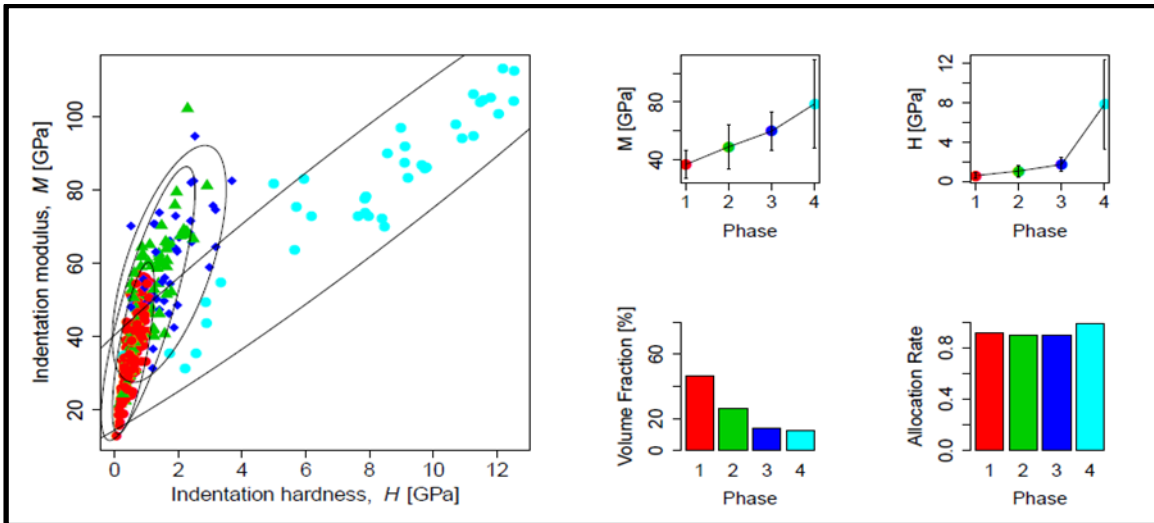 Indentation modulus, M [GPa]
20 40 60 80 100
0 2 4 6 8 10 12
Indentation hardness, H [GPa]
M [GPa]
40 80
1 2 3 4
Phase
H [GPa]
0 4 8 12
1 2 3 4
Phase
Volume Fraction [%]
0 20 60
1 2 3 4
Phase
Allocation Rate
0.0 0.4 0.8
1 2 3 4
Phase